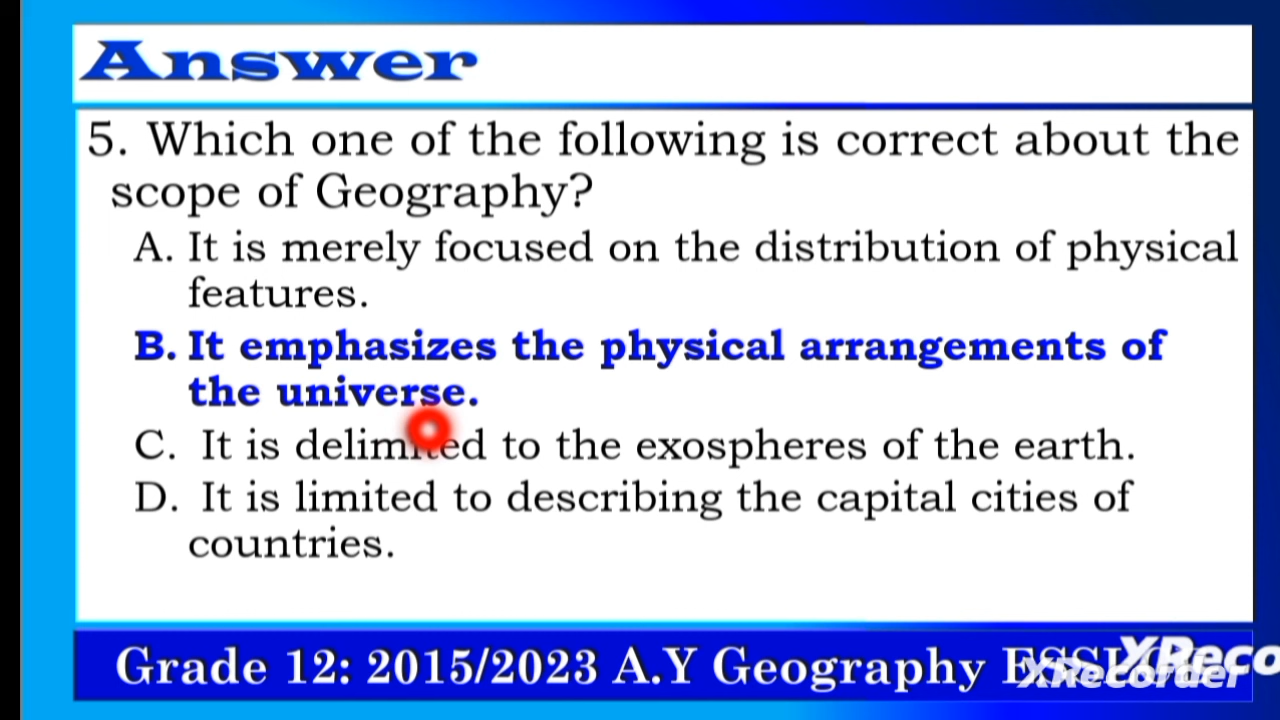 Answer
5. Which one of the following is correct about the
scope of Geography?
A. It is merely focused on the distribution of physical
features.
B. It emphasizes the physical arrangements of
the universe.
C. It is delimited to the exospheres of the earth.
D. It is limited to describing the capital cities of
countries.
Grade 12: 2015/2023 A.Y Geography
XRecorder